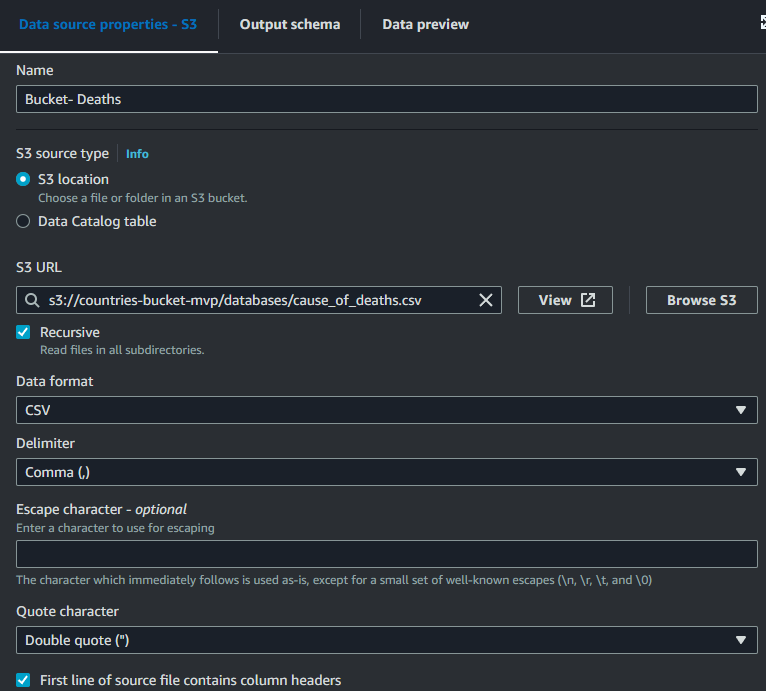 Data source properties - S3
Output schema
Data preview
Name
Bucket- Deaths
S3 source type
Info
S3 location
Choose a file or folder in an S3 bucket.
Data Catalog table
S3 URL
s3://countries-bucket-mvp/databases/cause_of_deaths.csv
View
Browse S3
Recursive
Read files in all subdirectories.
Data format
CSV
Delimiter
Comma (,)
Escape character - optional
Enter a character to use for escaping
The character which immediately follows is used as-is, except for a small set of well-known escapes (\n, \r, \t, and \0)
Quote character
Double quote (")
First line of source file contains column headers